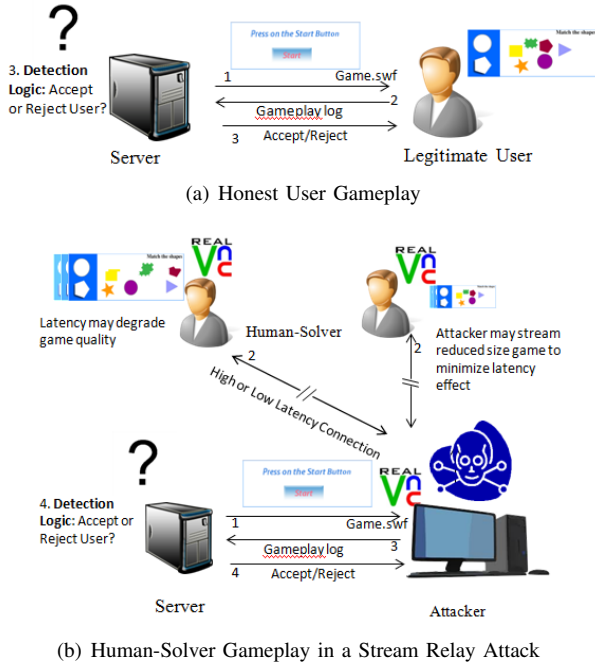 ?
Press on the Start Button
Start
Match the shapes
3. Detection
Logic: Accept
or Reject User?
1
Game.swf
2
Gameplay log
3
Accept/Reject
Server
Legitimate User
(a) Honest User Gameplay
REAL
Vnc
Match the shapes
REAL
Vnc
Latency may degrade
game quality
Human-Solver
2
2
Attacker may stream
reduced size game to
minimize latency
effect
High or Low Latency Connection
?
Press on the Start Button
Start
REAL
Vnc
4. Detection
Logic: Accept or
Reject User?
1
Game.swf
3
Gameplay log
4
Accept/Reject
Server
Attacker
(b) Human-Solver Gameplay in a Stream Relay Attack